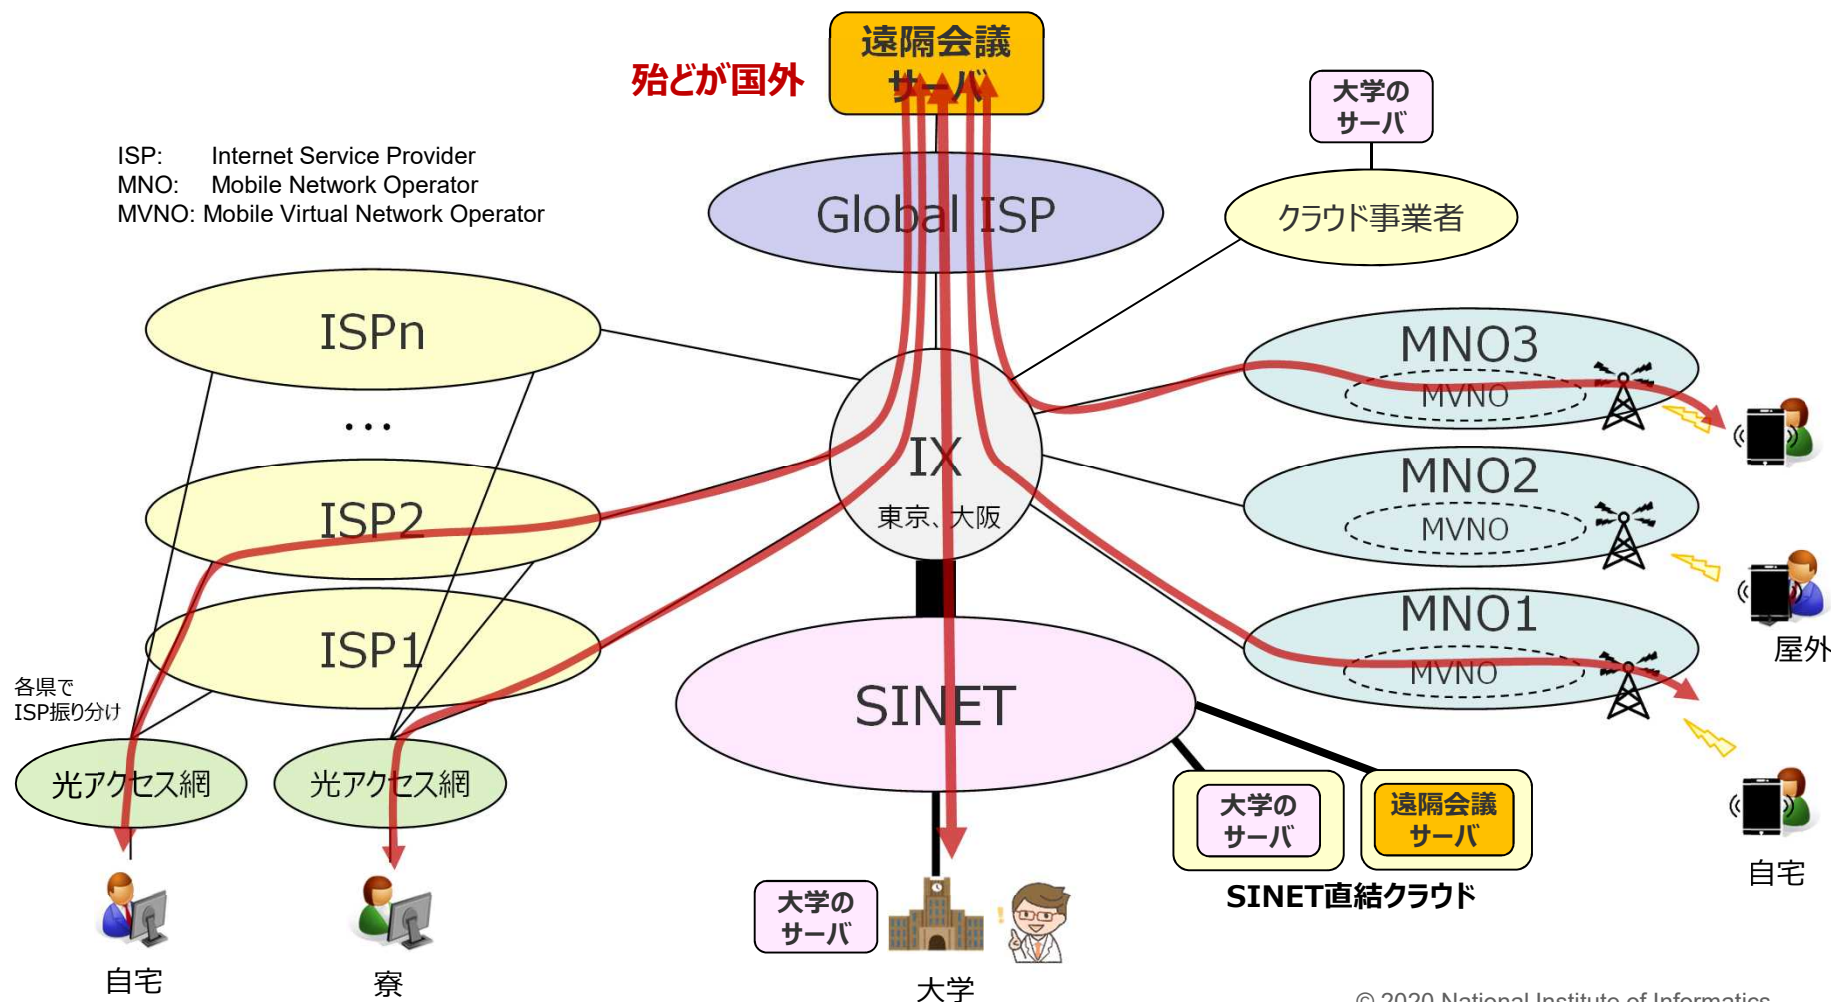 遠隔会議
サーバ
殆どが国外
大学の
サーバ
ISP: Internet Service Provider
MNO: Mobile Network Operator
MVNO: Mobile Virtual Network Operator
Global ISP
クラウド事業者
ISPn
MNO3
MVNO
…
IX
東京、大阪
MNO2
MVNO
ISP2
ISP1
MNO1
MVNO
屋外
各県で
ISP振り分け
SINET
光アクセス網
光アクセス網
大学の
サーバ
遠隔会議
サーバ
SINET直結クラウド
自宅
大学の
サーバ
自宅
寮
大学
© 2020 National Institute of Informatics